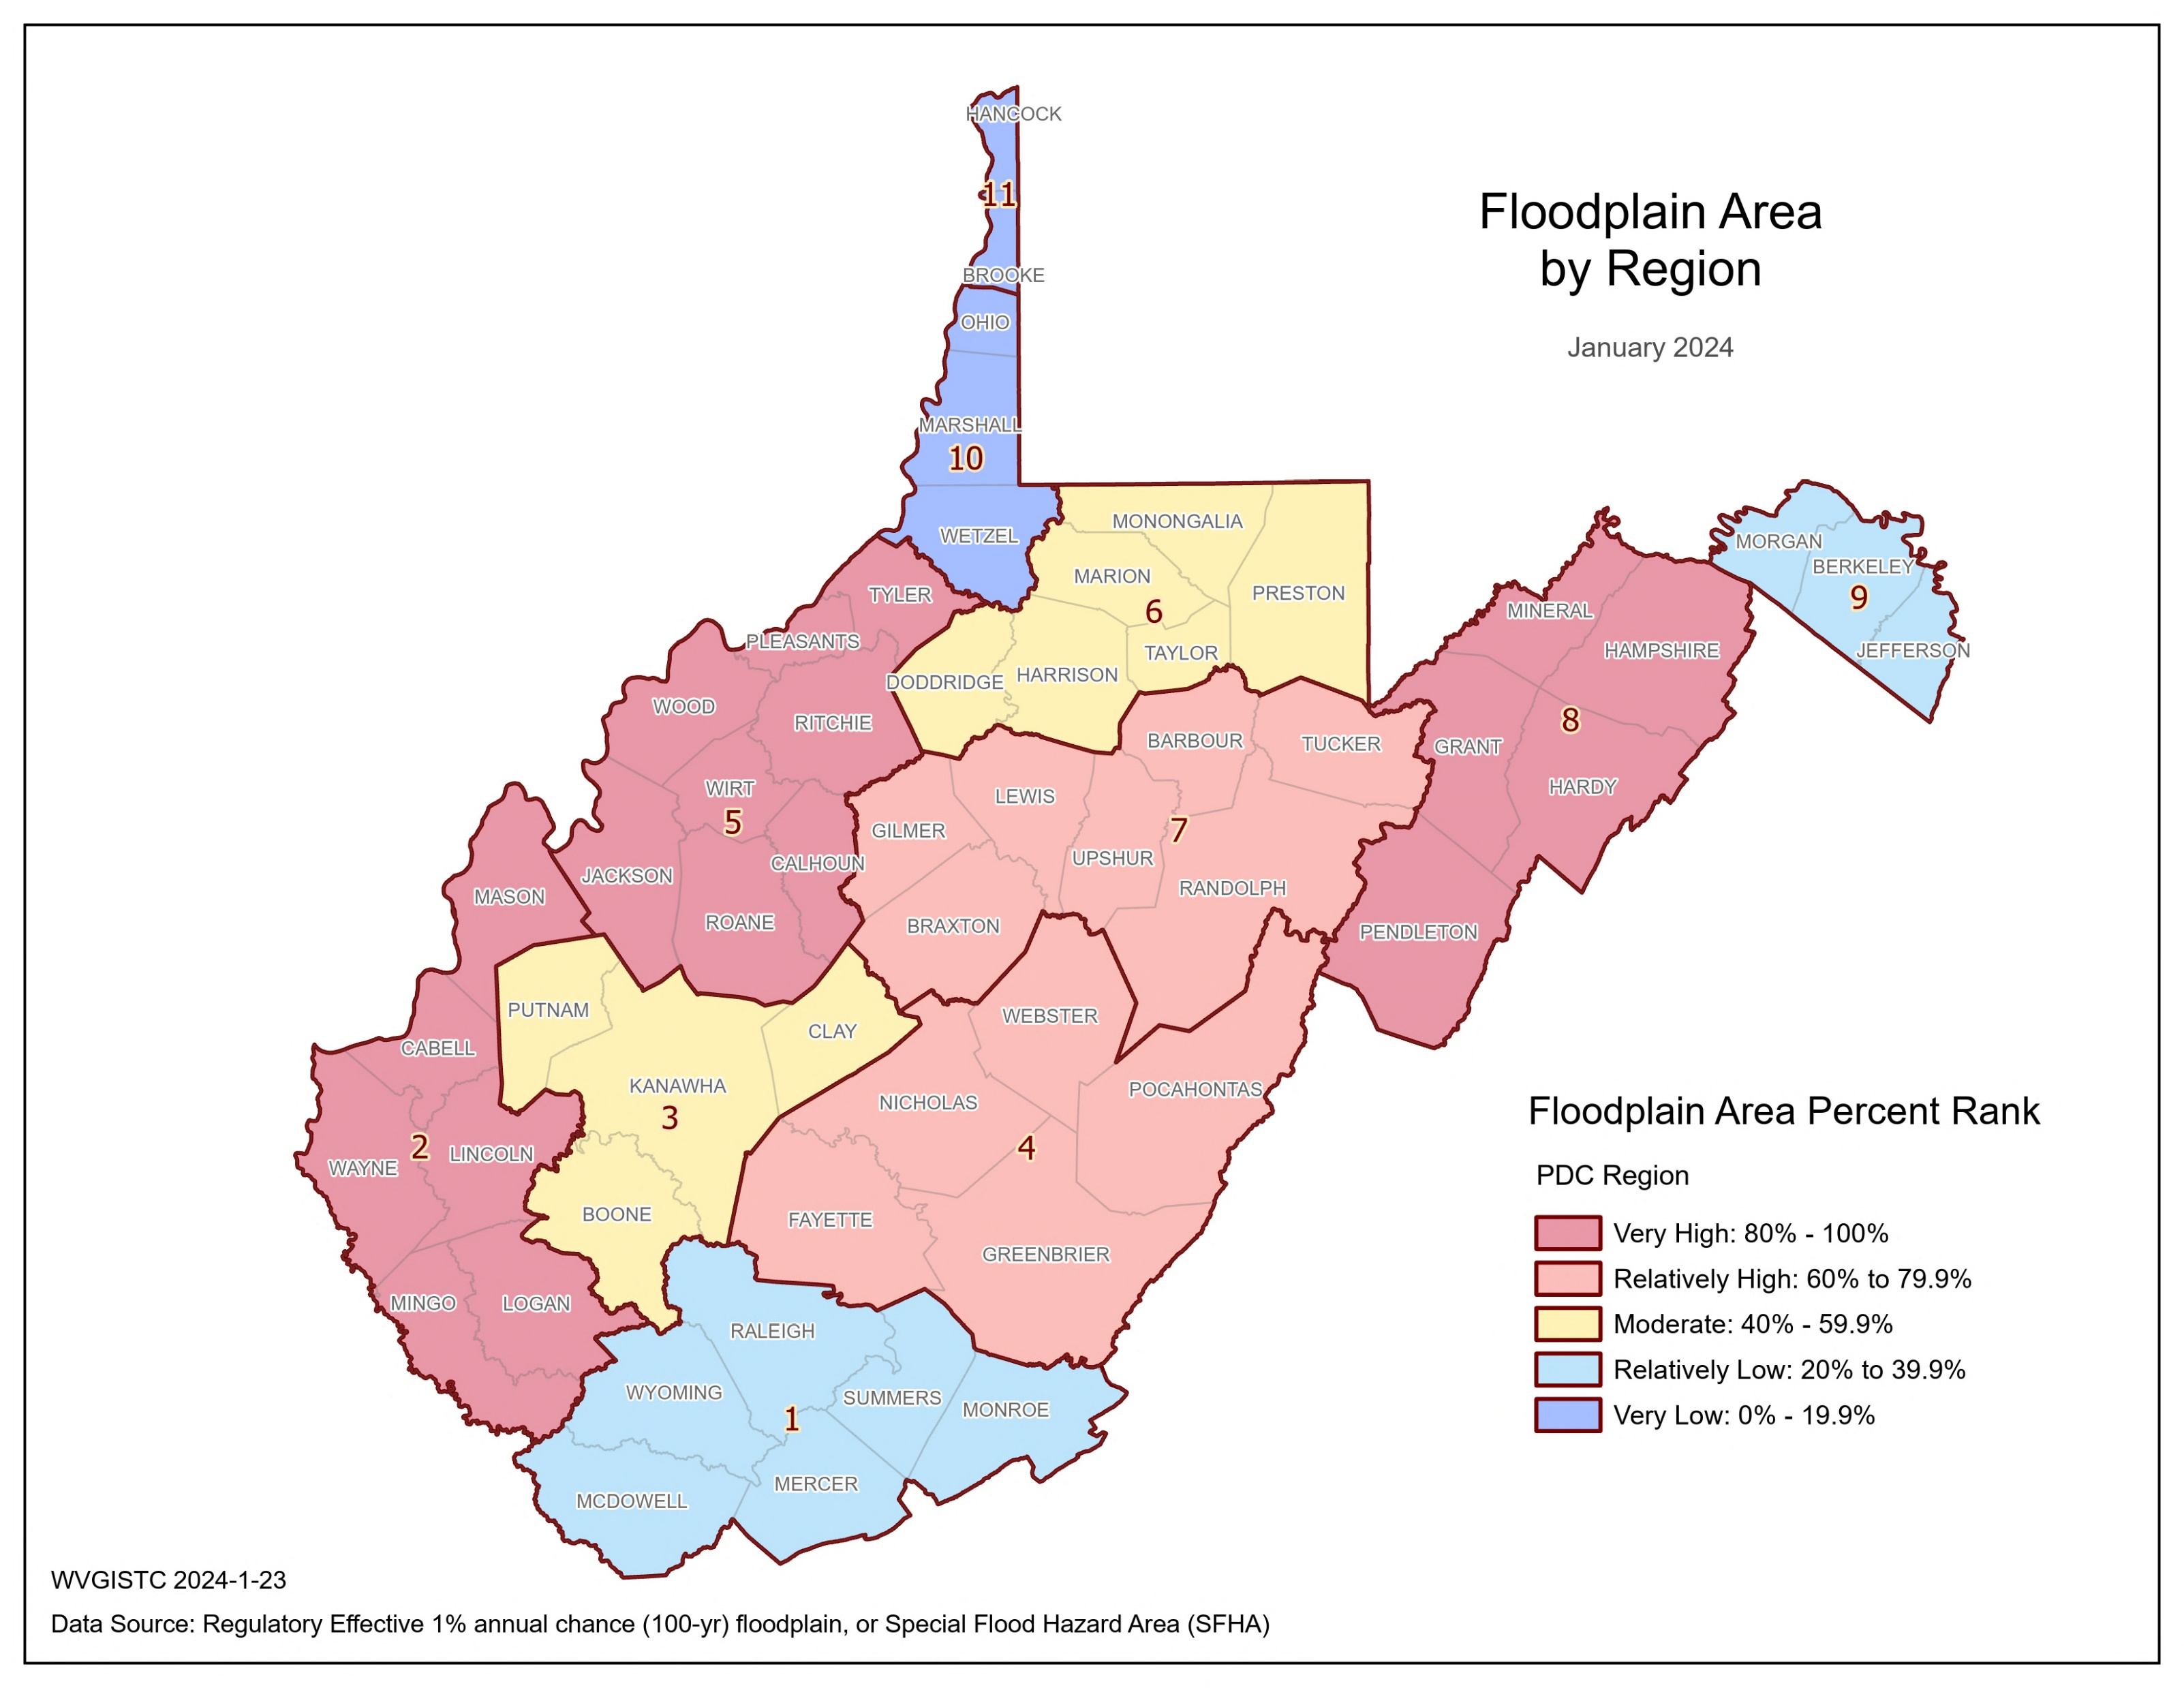 Floodplain Area
by Region
January 2024
HANCOCK
11
BROOKE
OHIO
MARSHALL
10
WETZEL
MONONGALIA
MARION
PRESTON
6
TAYLOR
HARRISON
DODDRIDGE
TYLER
PLEASANTS
WOOD
RITCHIE
WIRT
5
CALHOUN
JACKSON
ROANE
MORGAN
BERKELEY
9
JEFFERSON
MINERAL
HAMPSHIRE
8
GRANT
HARDY
PENDLETON
BARBOUR
TUCKER
LEWIS
GILMER
7
UPSHUR
RANDOLPH
BRAXTON
MASON
PUTNAM
CLAY
KANAWHA
3
BOONE
CABELL
2
WAYNE
LINCOLN
MINGO
LOGAN
WEBSTER
POCAHONTAS
NICHOLAS
4
FAYETTE
GREENBRIER
RALEIGH
WYOMING
SUMMERS
MONROE
1
MERCER
MCDOWELL
Floodplain Area Percent Rank
PDC Region
Very High: 80% - 100%
Relatively High: 60% to 79.9%
Moderate: 40% - 59.9%
Relatively Low: 20% to 39.9%
Very Low: 0% - 19.9%
WVGISTC 2024-1-23
Data Source: Regulatory Effective 1% annual chance (100-yr) floodplain, or Special Flood Hazard Area (SFHA)